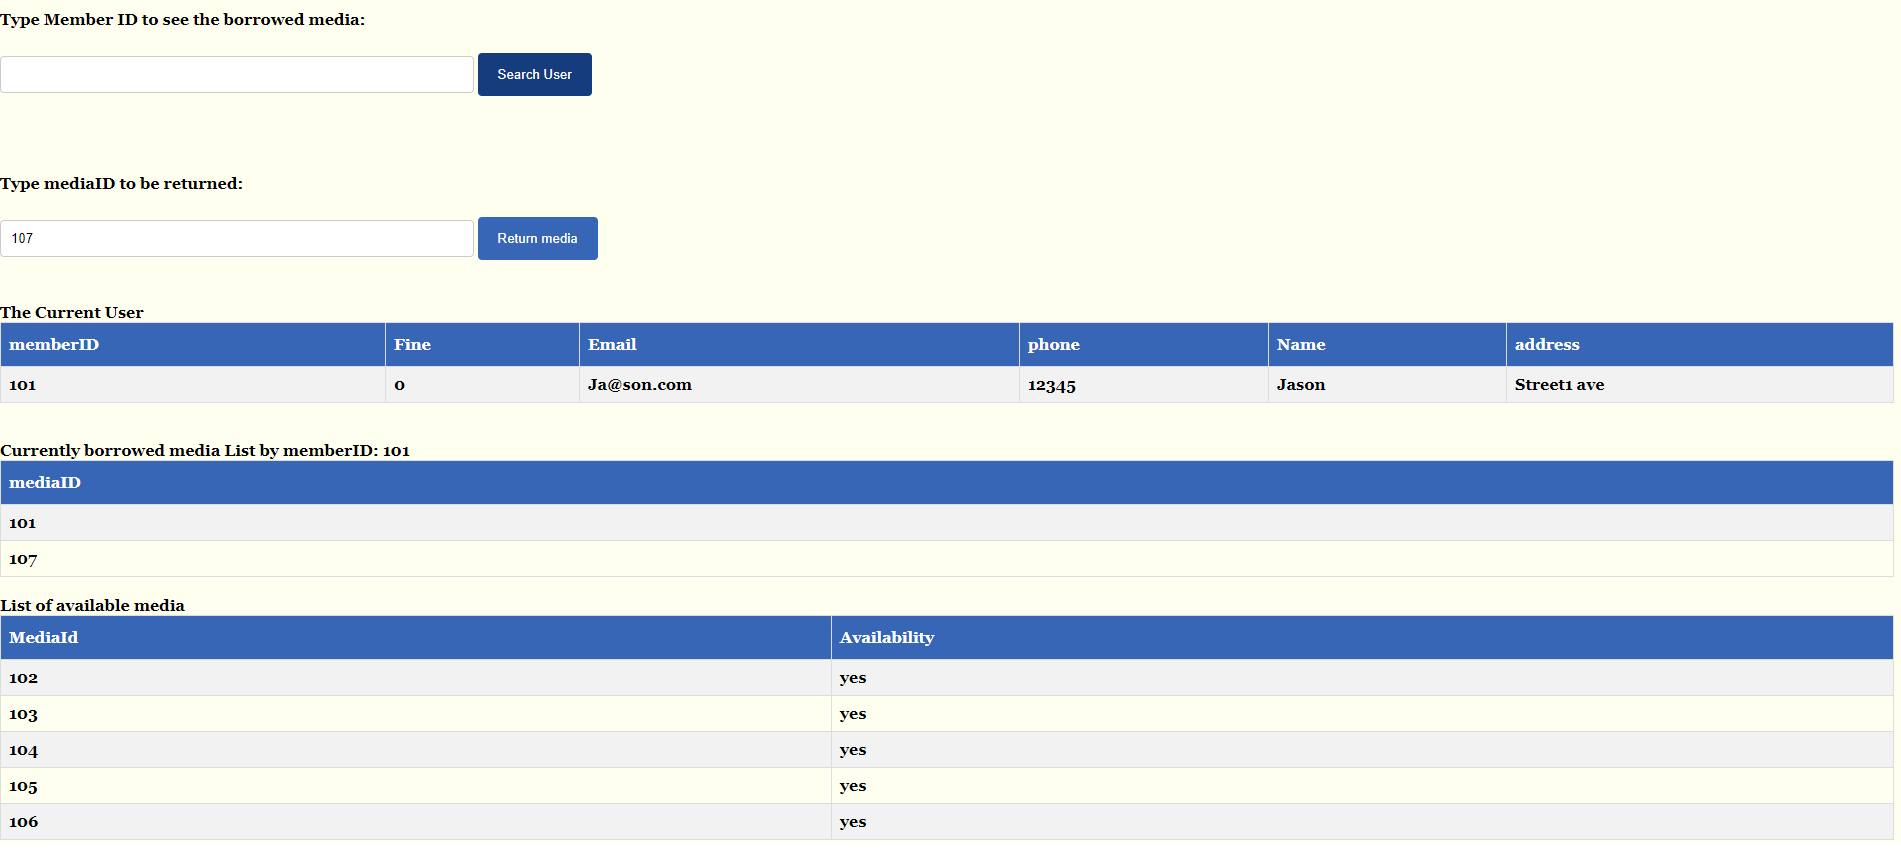 Type Member ID to see the borrowed media:
Search User
Type mediaID to be returned:
107 Return media
The Current User
memberID Fine Email phone Name address
101 0 Ja@son.com 12345 Jason Street1 ave
Currently borrowed media List by memberID: 101
mediaID
101
107
List of available media
MediaId Availability
102 yes
103 yes
104 yes
105 yes
106 yes